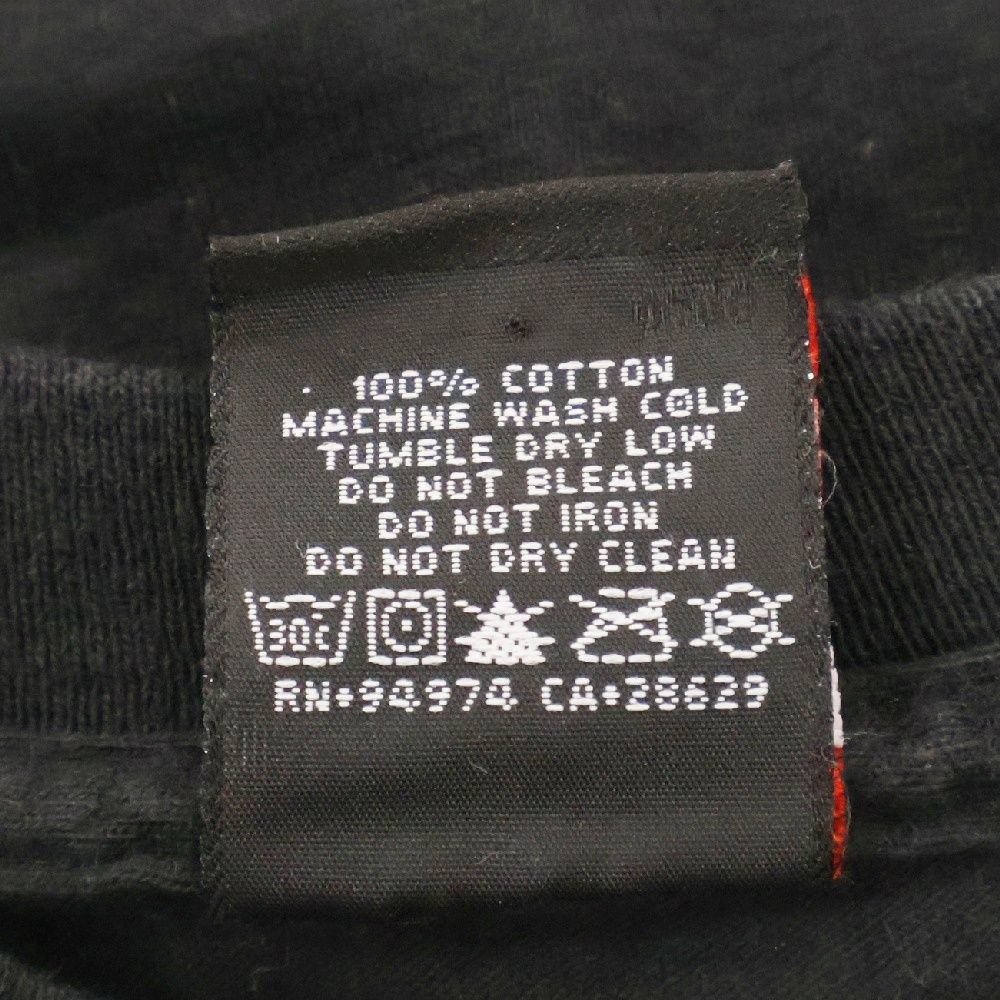 100% COTTON
MACHINE WASH COLD
TUMBLE DRY LOW
DO NOT BLEACH
DO NOT IRON
DO NOT DRY CLEAN
30c
RN♦94974 CA♦28629